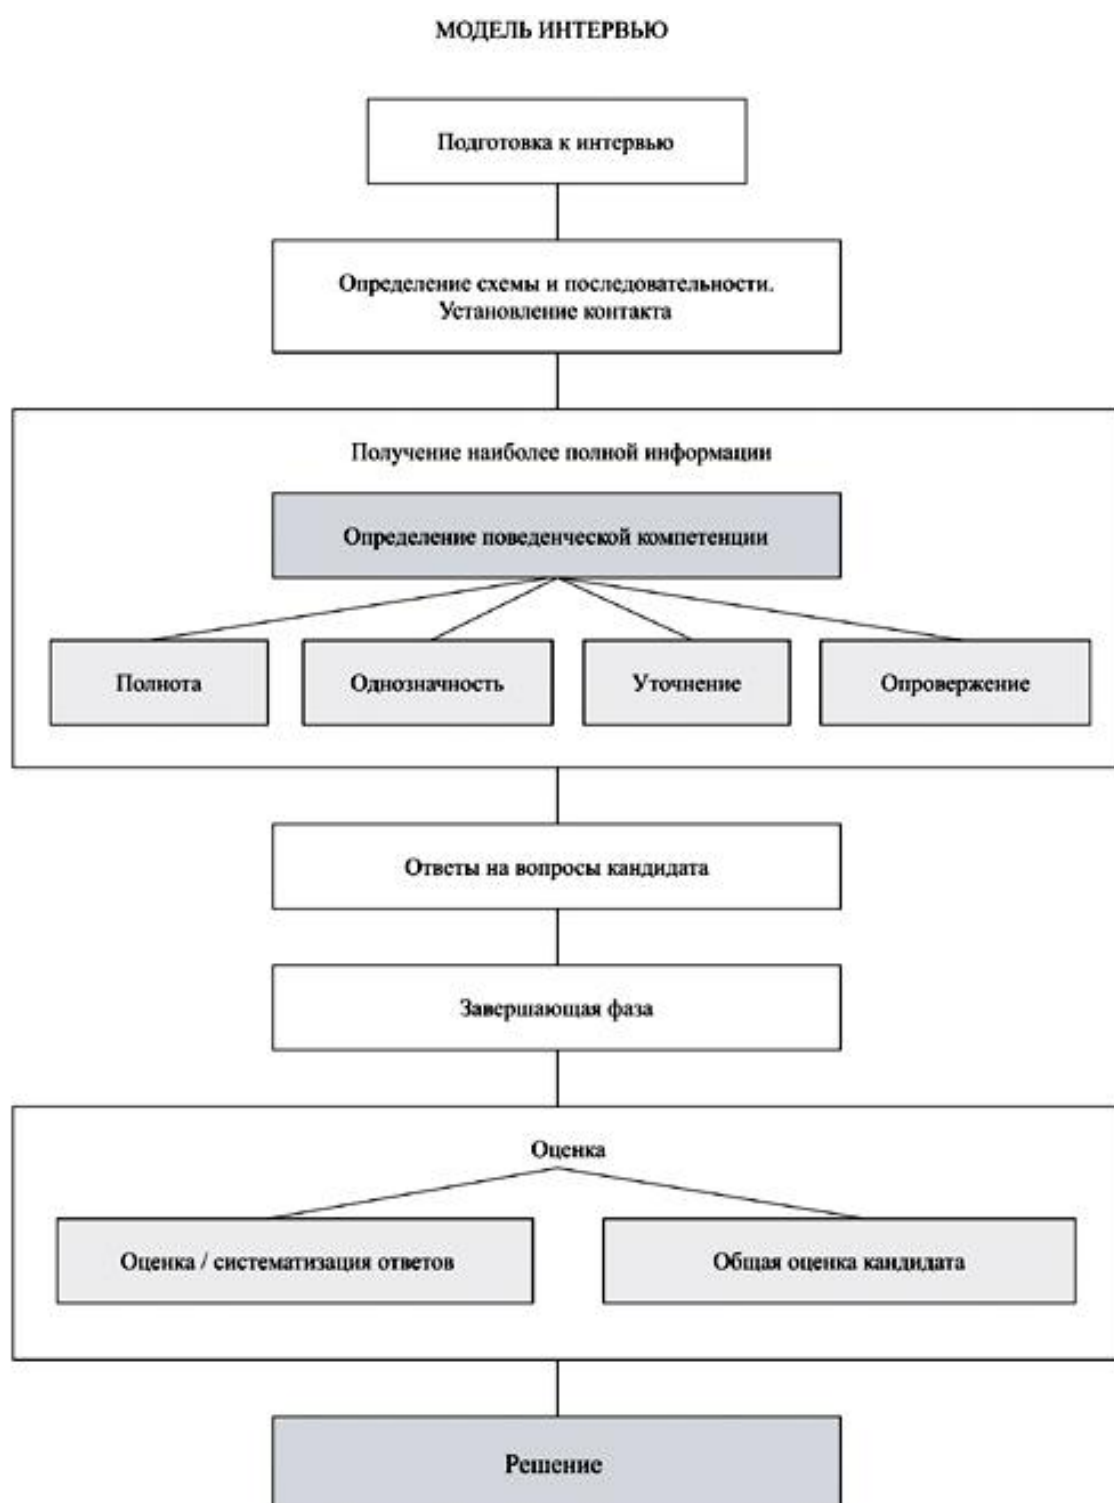 МОДЕЛЬ ИНТЕРВЬЮ
Подготовка к интервью
Определение схемы и последовательности.
Установление контакта
Получение наиболее полной информации
Определение поведенческой компетенции
Полнота
Однозначность
Уточнение
Опровержение
Ответы на вопросы кандидата
Завершающая фаза
Оценка
Оценка / систематизация ответов
Общая оценка кандидата
Решение